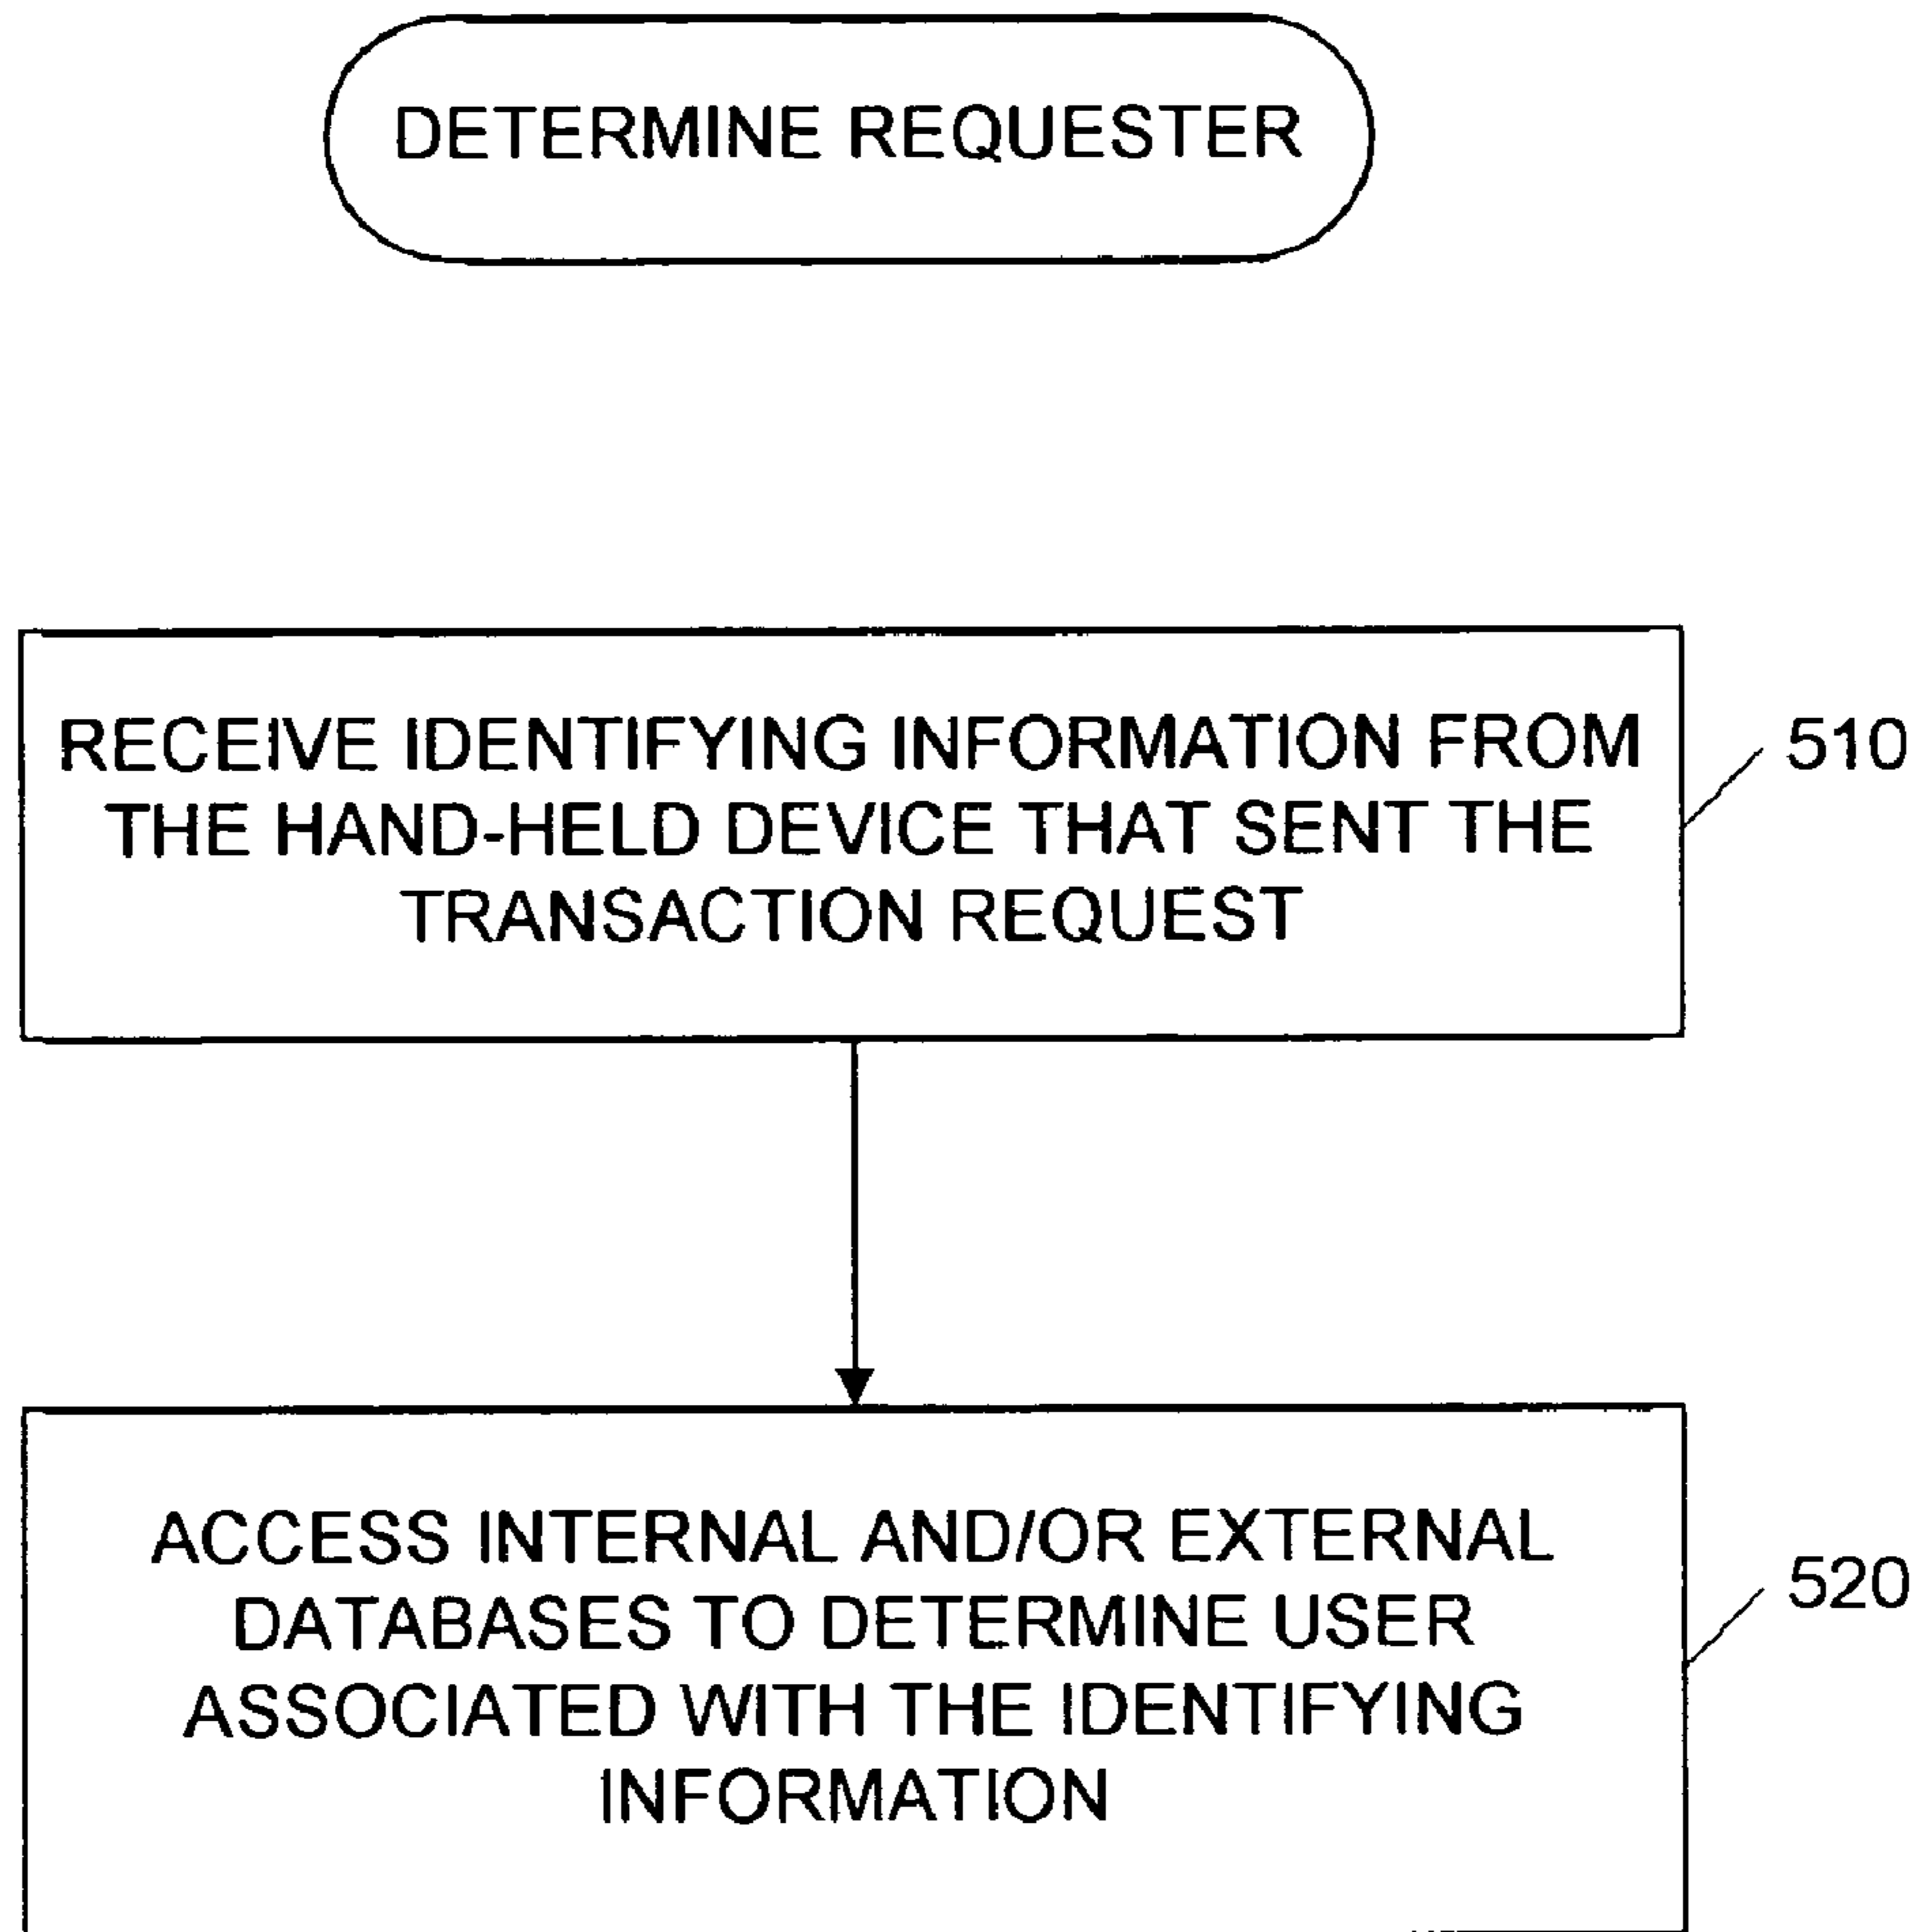 DETERMINE REQUESTER
RECEIVE IDENTIFYING INFORMATION FROM
THE HAND-HELD DEVICE THAT SENT THE
TRANSACTION REQUEST
510
ACCESS INTERNAL AND/OR EXTERNAL
DATABASES TO DETERMINE USER
ASSOCIATED WITH THE IDENTIFYING
INFORMATION
520